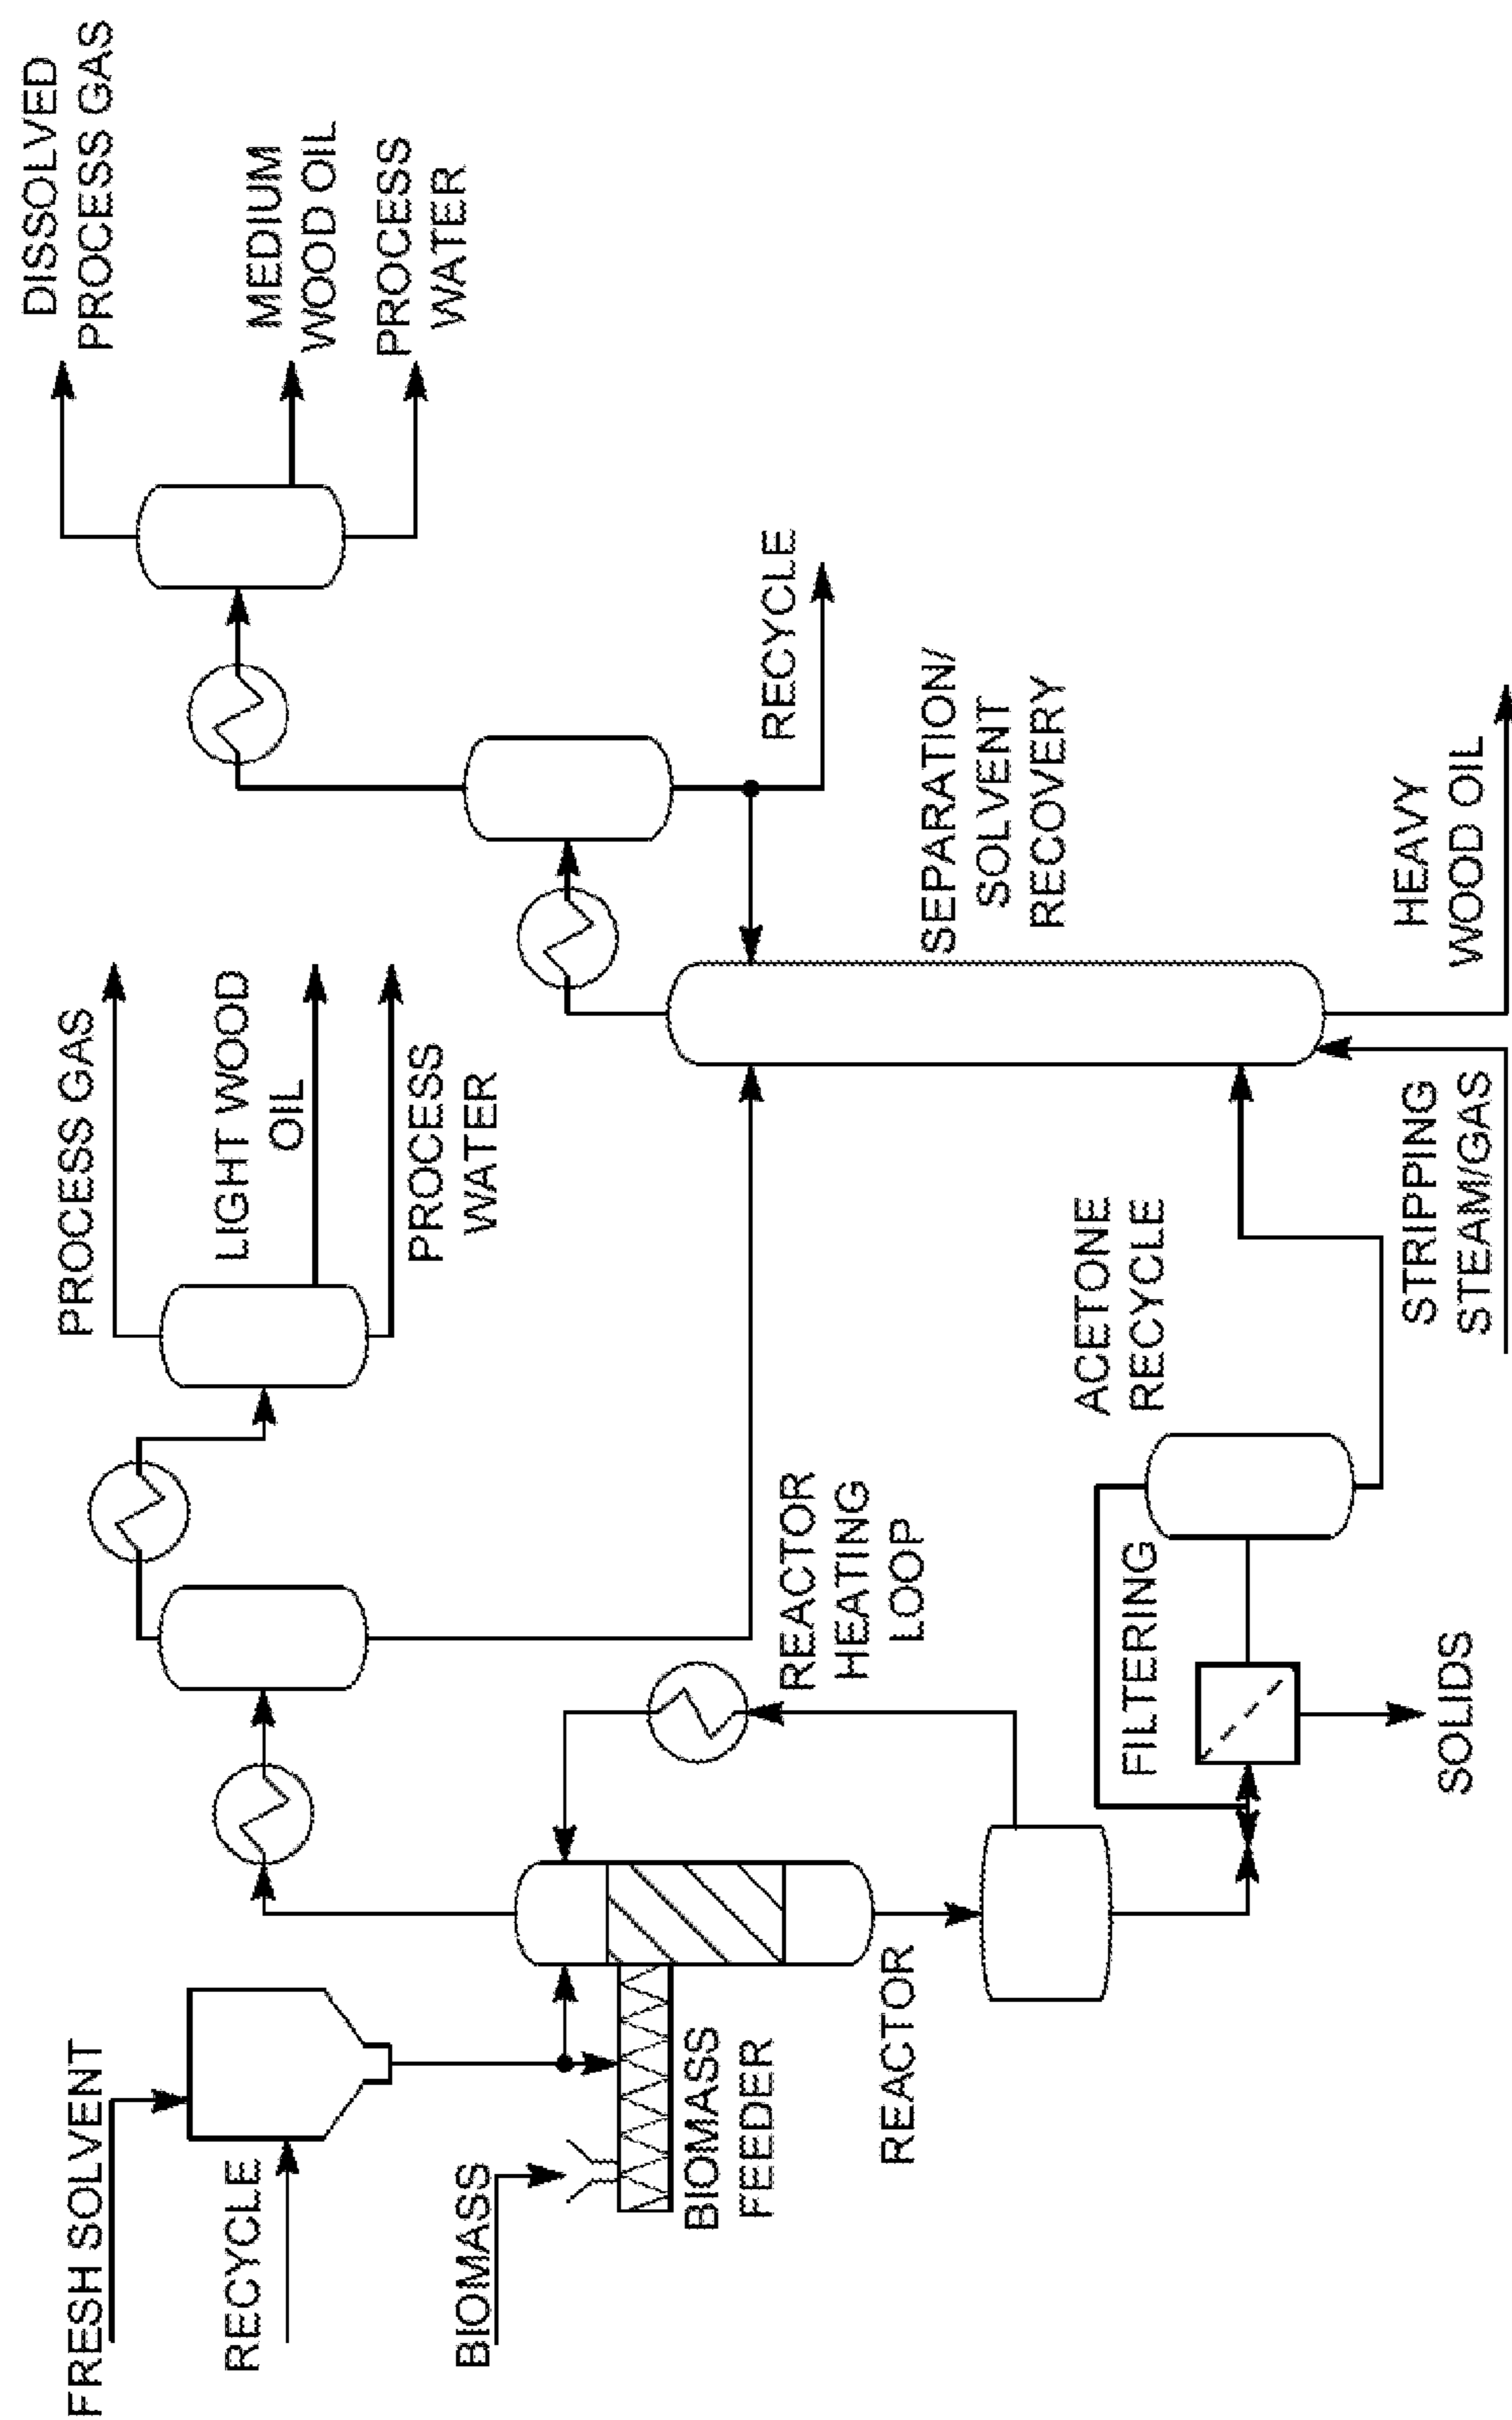 FRESH SOLVENT
RECYCLE
BIOMASS
BIOMASS
FEEDER
REACTOR
REACTOR
HEATING
LOOP
FILTERING
SOLIDS
ACETONE
RECYCLE
PROCESS GAS
LIGHT WOOD
OIL
PROCESS
WATER
STRIPPING
STEAM/GAS
SEPARATION/
SOLVENT
RECOVERY
HEAVY
WOOD OIL
RECYCLE
DISSOLVED
PROCESS GAS
MEDIUM
WOOD OIL
PROCESS
WATER